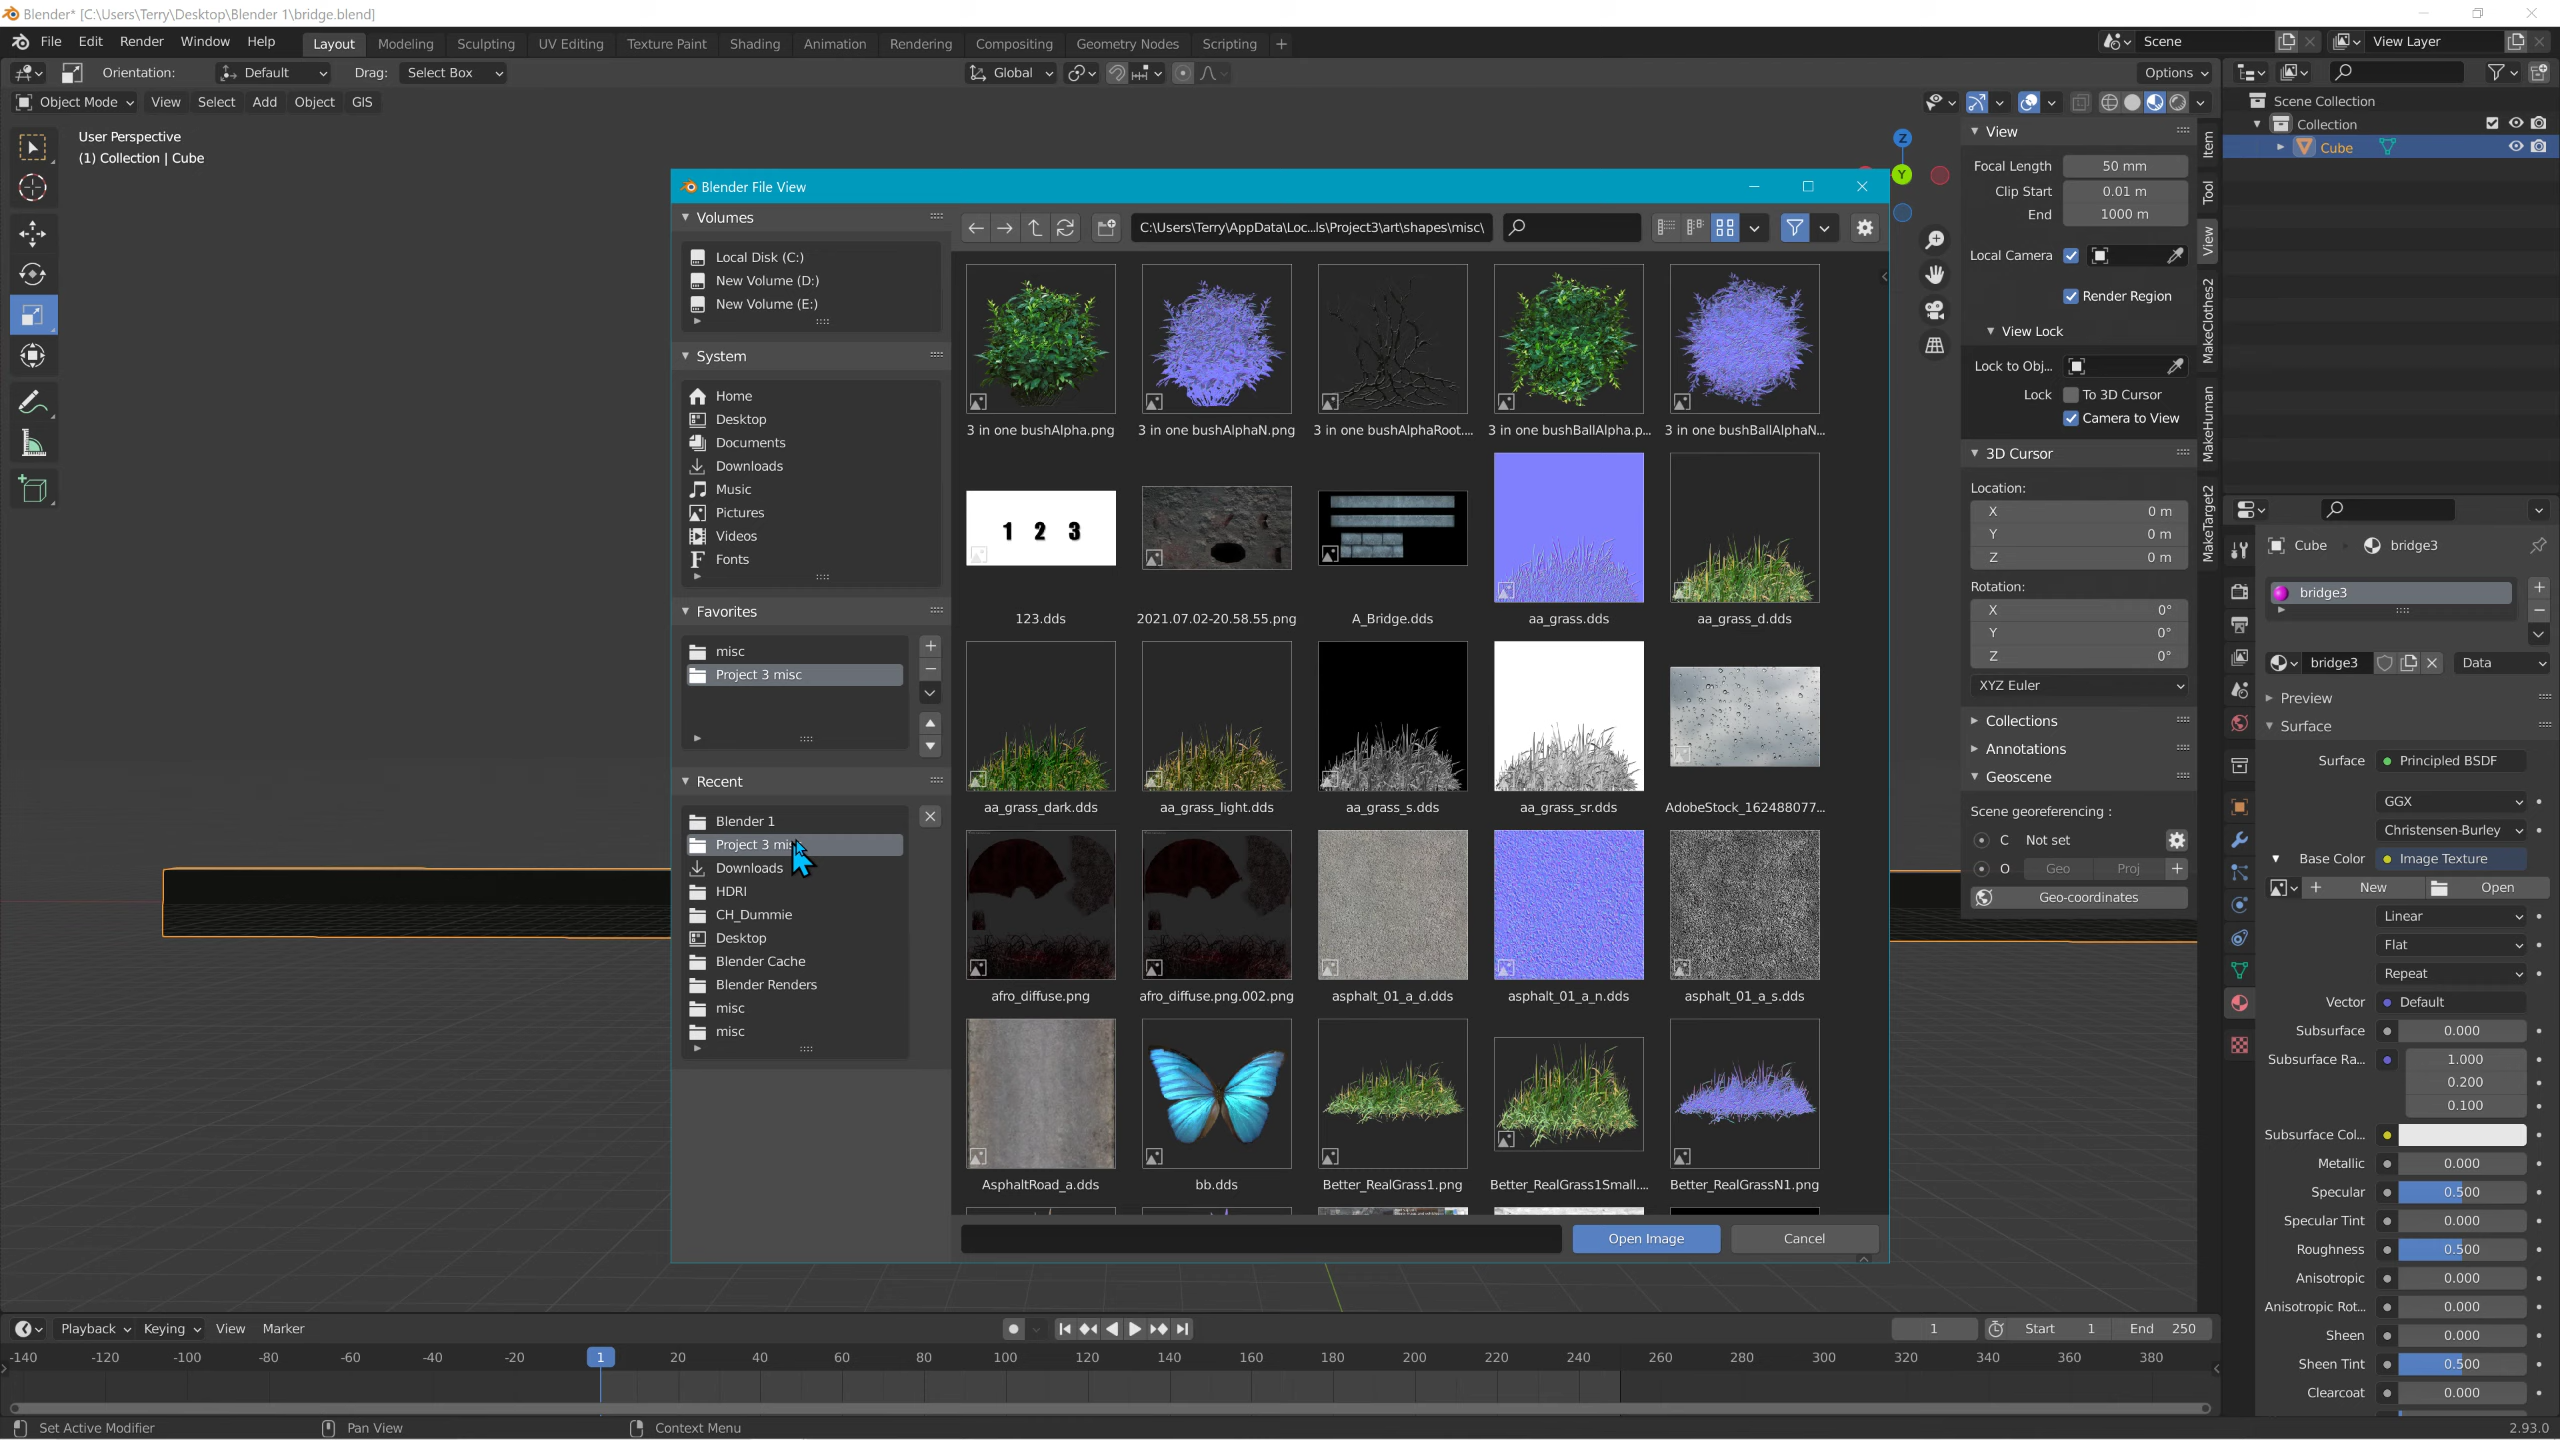 Blender* [C:\Users\Terry\Desktop\Blender 1\bridge.blend]
File Edit Render Window Help Layout Modeling Sculpting UV Editing Texture Paint Shading Animation Rendering Compositing Geometry Nodes Scripting + Scene View Layer
Orientation: Default Drag: Select Box Global Options
Object Mode View Select Add Object GIS
User Perspective
(1) Collection | Cube
Blender File View
Volumes
Local Disk (C:)
New Volume (D:)
New Volume (E:)
System
Home
Desktop
Documents
Downloads
Music
Pictures
Videos
Fonts
Favorites
misc
Project 3 misc
Recent
Blender 1
Project 3 mis
Downloads
HDRI
CH_Dummie
Desktop
Blender Cache
Blender Renders
misc
misc
C:\Users\Terry\AppData\Loc...ls\Project3\art\shapes\misc\
3 in one bushAlpha.png 3 in one bushAlphaN.png 3 in one bushAlphaRoot.... 3 in one bushBallAlpha.p... 3 in one bushBallAlphaN...
1 2 3
123.dds 2021.07.02-20.58.55.png A_Bridge.dds aa_grass.dds aa_grass_d.dds
aa_grass_dark.dds aa_grass_light.dds aa_grass_s.dds aa_grass_sr.dds AdobeStock_162488077...
afro_diffuse.png afro_diffuse.png.002.png asphalt_01_a_d.dds asphalt_01_a_n.dds asphalt_01_a_s.dds
AsphaltRoad_a.dds bb.dds Better_RealGrass1.png Better_RealGrass1Small.... Better_RealGrassN1.png
Open Image Cancel
Z
Y
View
Focal Length 50 mm
Clip Start 0.01 m
End 1000 m
Local Camera
Render Region
View Lock
Lock to Obj...
Lock To 3D Cursor
Camera to View
3D Cursor
Location:
X 0 m
Y 0 m
Z 0 m
Rotation:
X 0°
Y 0°
Z 0°
XYZ Euler
Collections
Annotations
Geoscene
Scene georeferencing :
C Not set
O Geo Proj +
Geo-coordinates
Item
Tool
View
MakeClothes2
MakeHuman
MakeTarget2
Scene Collection
Collection
Cube
Cube bridge3
bridge3
bridge3 Data
Preview
Surface
Surface Principled BSDF
GGX
Christensen-Burley
Base Color Image Texture
+ New Open
Linear
Flat
Repeat
Vector Default
Subsurface 0.000
Subsurface Ra... 1.000
0.200
0.100
Subsurface Col...
Metallic 0.000
Specular 0.500
Specular Tint 0.000
Roughness 0.500
Anisotropic 0.000
Anisotropic Rot... 0.000
Sheen 0.000
Sheen Tint 0.500
Clearcoat 0.000
Playback Keying View Marker 1 Start 1 End 250
-140 -120 -100 -80 -60 -40 -20 1 20 40 60 80 100 120 140 160 180 200 220 240 260 280 300 320 340 360 380
Set Active Modifier Pan View Context Menu 2.93.0